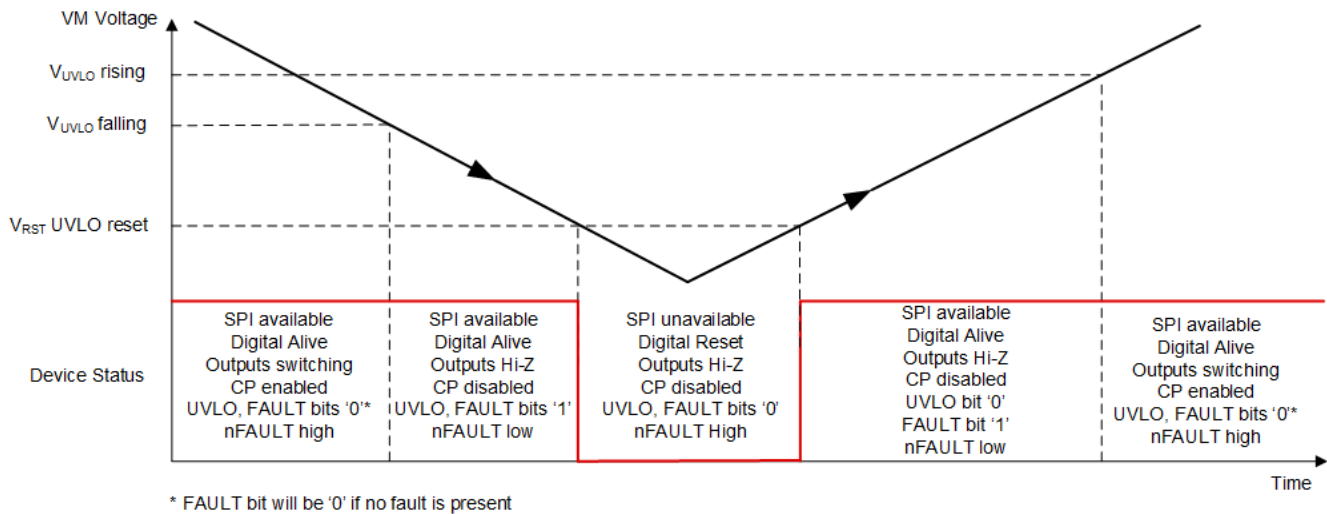 VM Voltage
VUVLO rising
VUVLO falling
VRST UVLO reset
Device Status
SPI available
Digital Alive
Outputs switching
CP enabled
UVLO, FAULT bits ‘0’*
nFAULT high
SPI available
Digital Alive
Outputs Hi-Z
CP disabled
UVLO, FAULT bits ‘1’
nFAULT low
SPI unavailable
Digital Reset
Outputs Hi-Z
CP disabled
UVLO, FAULT bits ‘0’
nFAULT High
SPI available
Digital Alive
Outputs Hi-Z
CP disabled
UVLO bit ‘0’
FAULT bit ‘1’
nFAULT low
SPI available
Digital Alive
Outputs switching
CP enabled
UVLO, FAULT bits ‘0’*
nFAULT high
Time
* FAULT bit will be ‘0’ if no fault is present